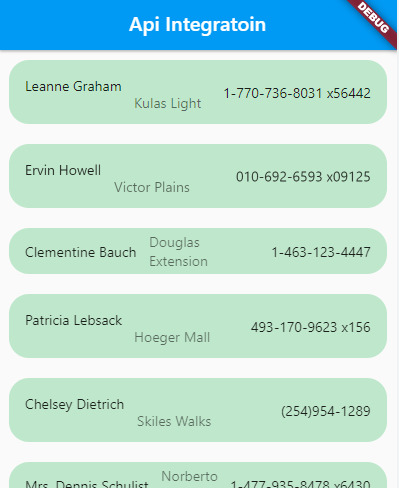 Api Integratoin
DEBUG
Leanne Graham
Kulas Light
1-770-736-8031 x56442
Ervin Howell
Victor Plains
010-692-6593 x09125
Clementine Bauch
Douglas
Extension
1-463-123-4447
Patricia Lebsack
Hoeger Mall
493-170-9623 x156
Chelsey Dietrich
Skiles Walks
(254)954-1289
Mrs. Dennis Schulist
Norberto
1-477-935-8478 x6430